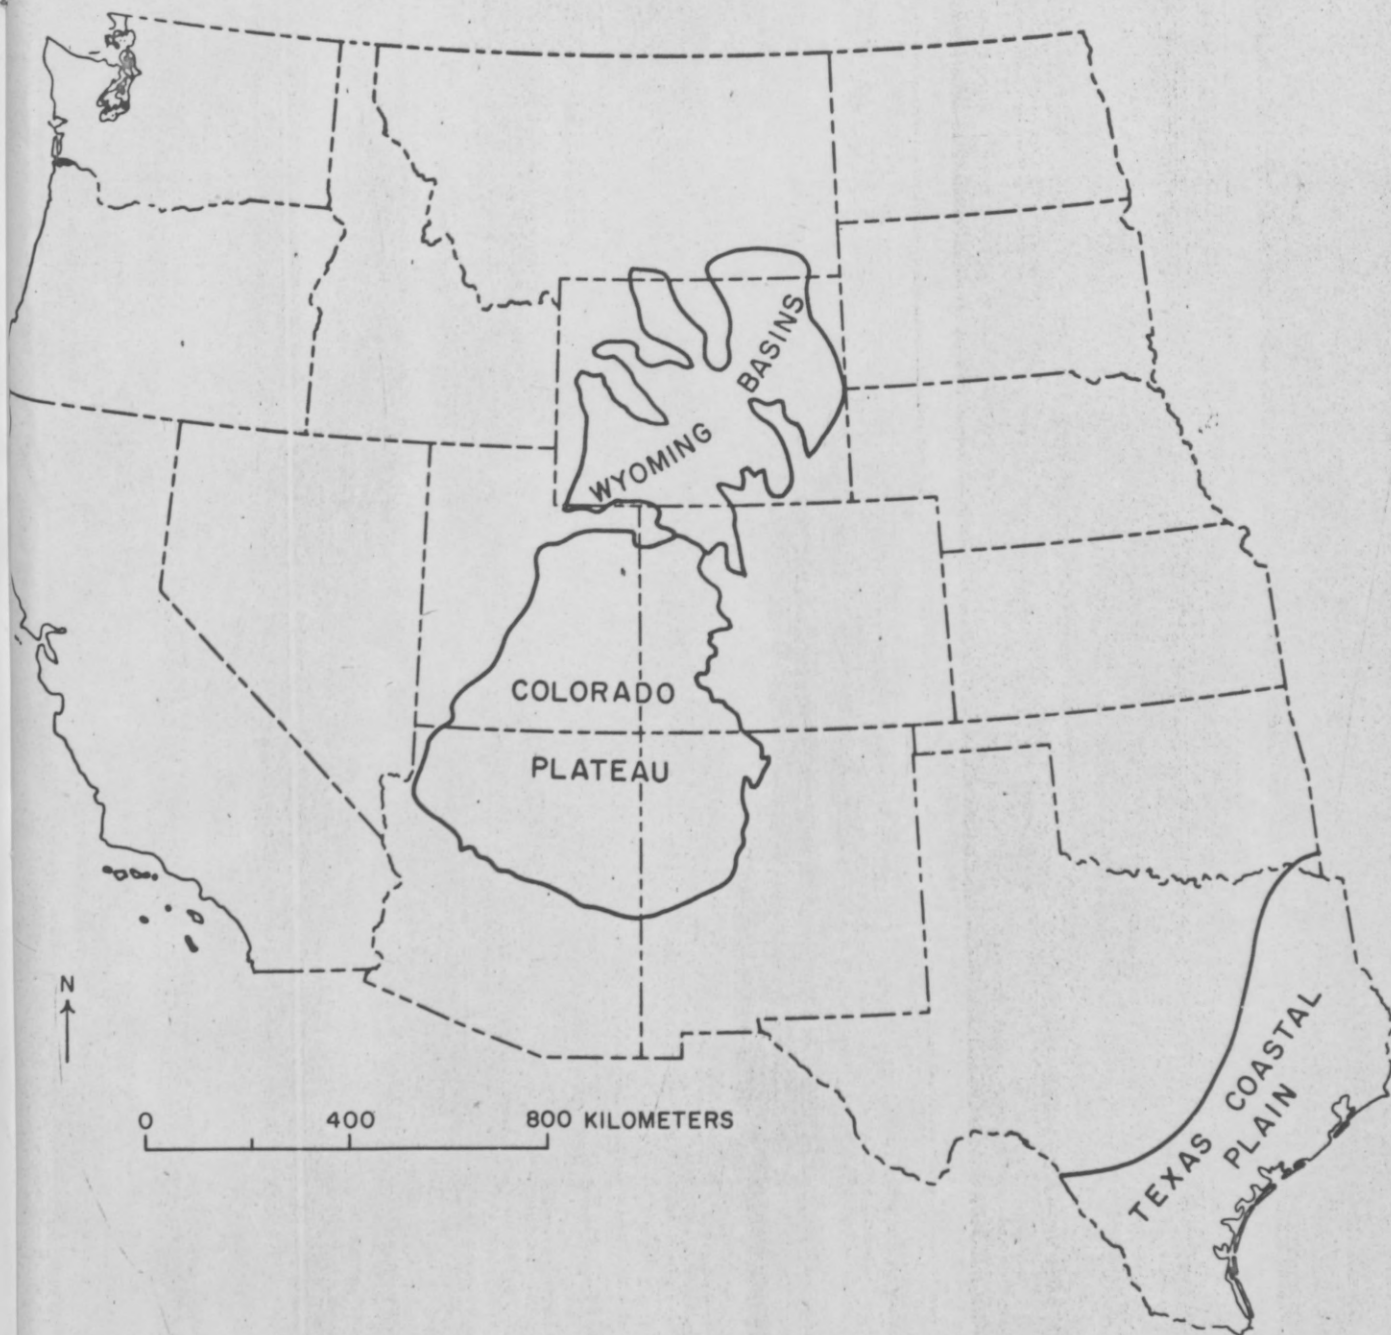 BASINS
WYOMING
COLORADO
PLATEAU
N
0 400 800 KILOMETERS
TEXAS COASTAL
PLAIN